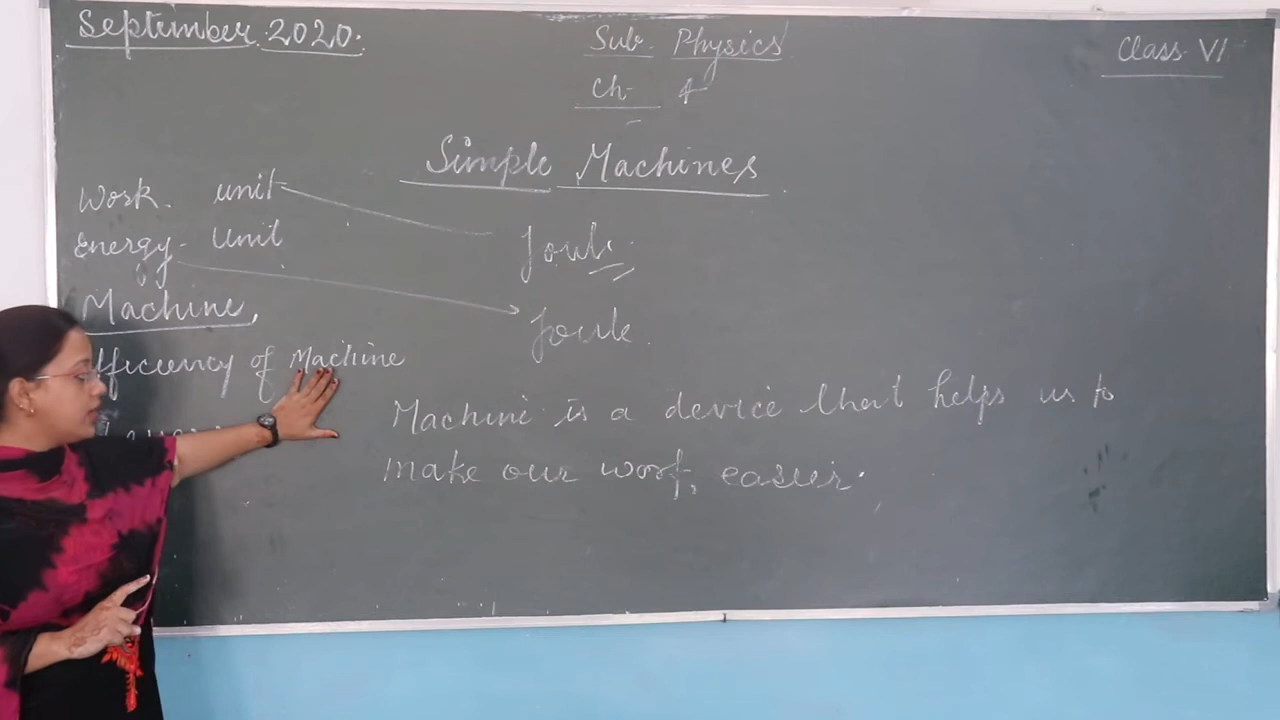 September 2020.
Sub. Physics
Class VI
Ch 4
Simple Machines
Work. unit
Joule
Energy - Unit
Joule
Machine,
Efficiency of Machine
Machine is a device that helps us to
make our work, easier.